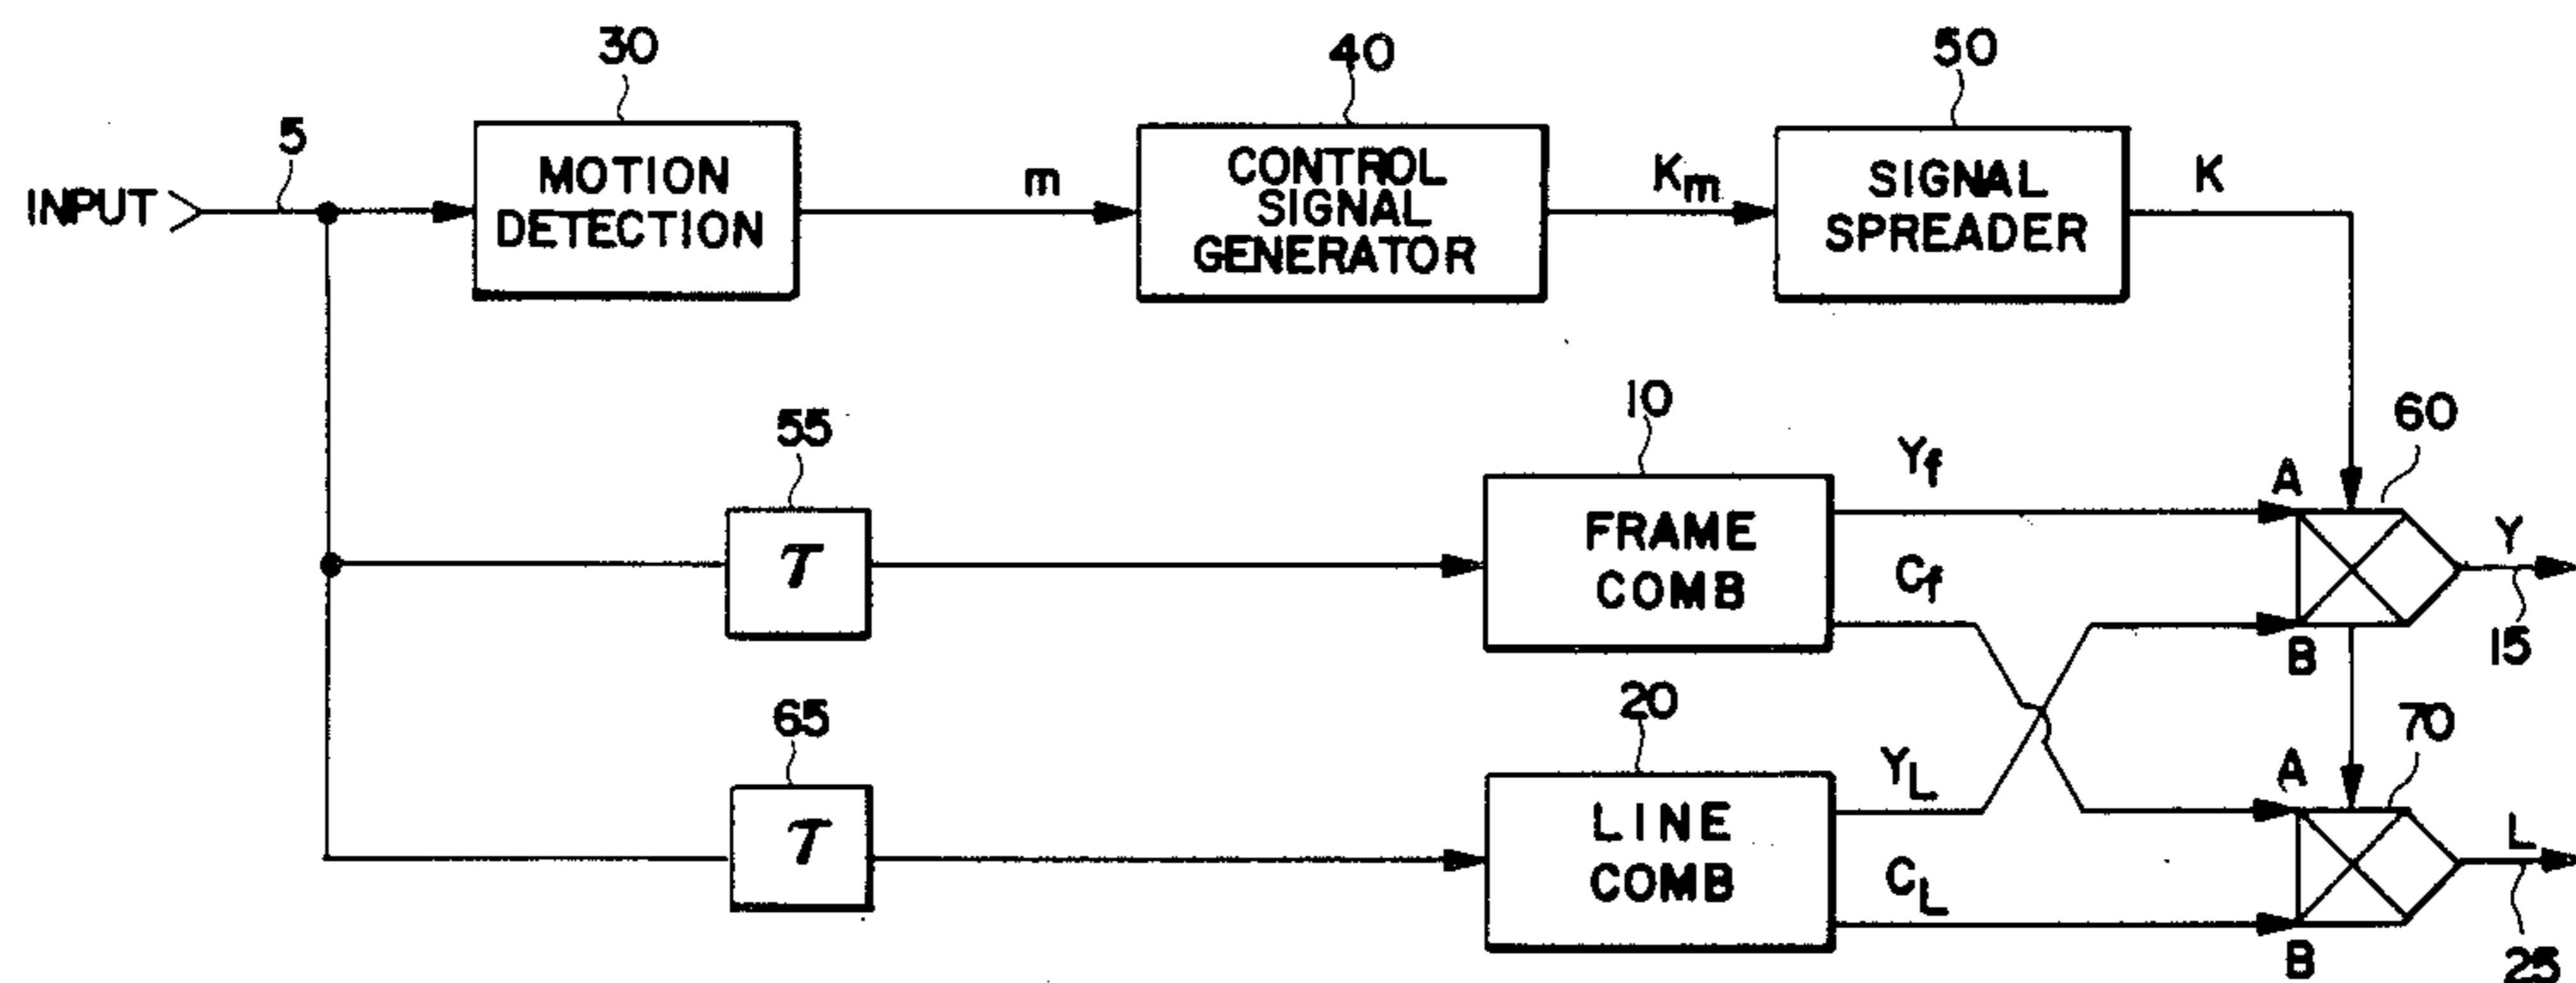 30
40
50
5
INPUT
MOTION
DETECTION
m
CONTROL
SIGNAL
GENERATOR
Km
SIGNAL
SPREADER
K
55
τ
10
FRAME
COMB
Yf
Cf
A
B
60
Y
15
65
τ
20
LINE
COMB
YL
CL
A
B
70
L
25